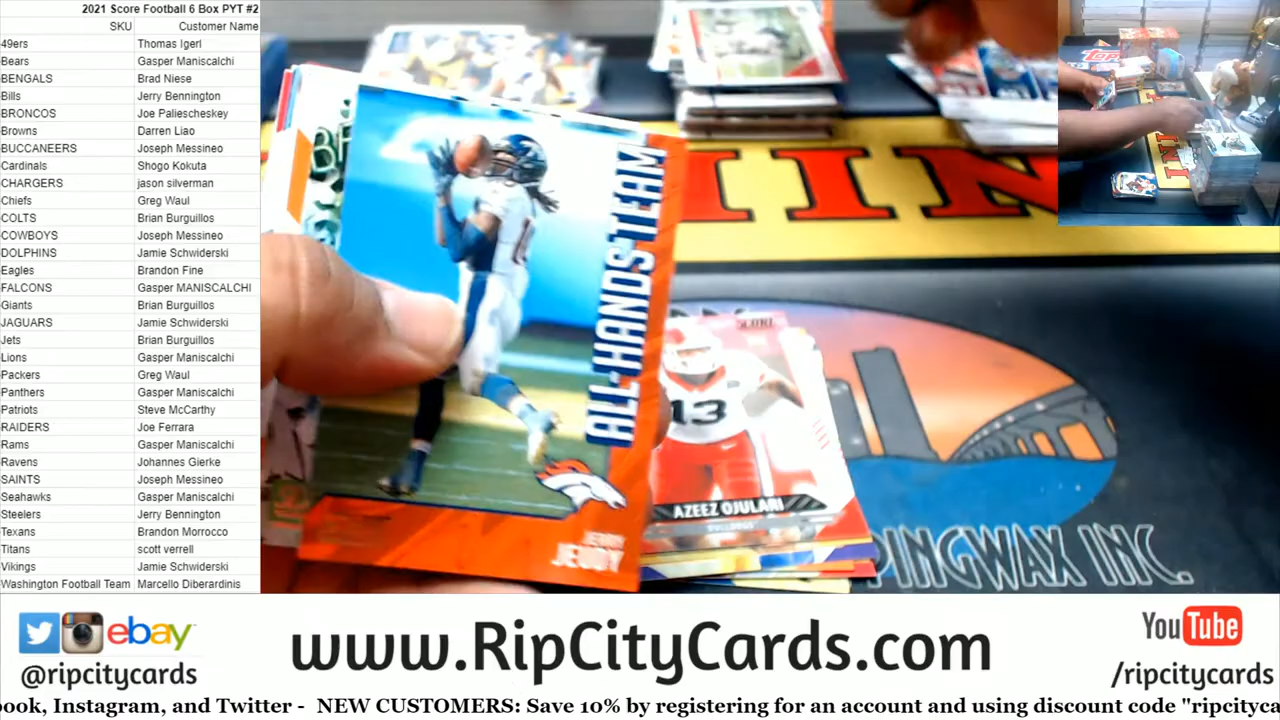 2021 Score Football 6 Box PYT #2
SKU Customer Name
49ers Thomas Igerl
Bears Gasper Maniscalchi
BENGALS Brad Niese
Bills Jerry Bennington
BRONCOS Joe Paliescheskey
Browns Darren Liao
BUCCANEERS Joseph Messineo
Cardinals Shogo Kokuta
CHARGERS jason silverman
Chiefs Greg Waul
COLTS Brian Burguillos
COWBOYS Joseph Messineo
DOLPHINS Jamie Schwiderski
Eagles Brandon Fine
FALCONS Gasper MANISCALCHI
Giants Brian Burguillos
JAGUARS Jamie Schwiderski
Jets Brian Burguillos
Lions Gasper Maniscalchi
Packers Greg Waul
Panthers Gasper Maniscalchi
Patriots Steve McCarthy
RAIDERS Joe Ferrara
Rams Gasper Maniscalchi
Ravens Johannes Gierke
SAINTS Joseph Messineo
Seahawks Gasper Maniscalchi
Steelers Jerry Bennington
Texans Brandon Morrocco
Titans scott verrell
Vikings Jamie Schwiderski
Washington Football Team Marcello Diberardinis
ALL-HANDS TEAM
JERRY
JEUDY
SCORE
13
AZEEZ OJULARI
BULLDOGS
PINGWAX INC.
topps
ebay
@ripcitycards
www.RipCityCards.com
YouTube
/ripcitycards
book, Instagram, and Twitter - NEW CUSTOMERS: Save 10% by registering for an account and using discount code "ripcityca